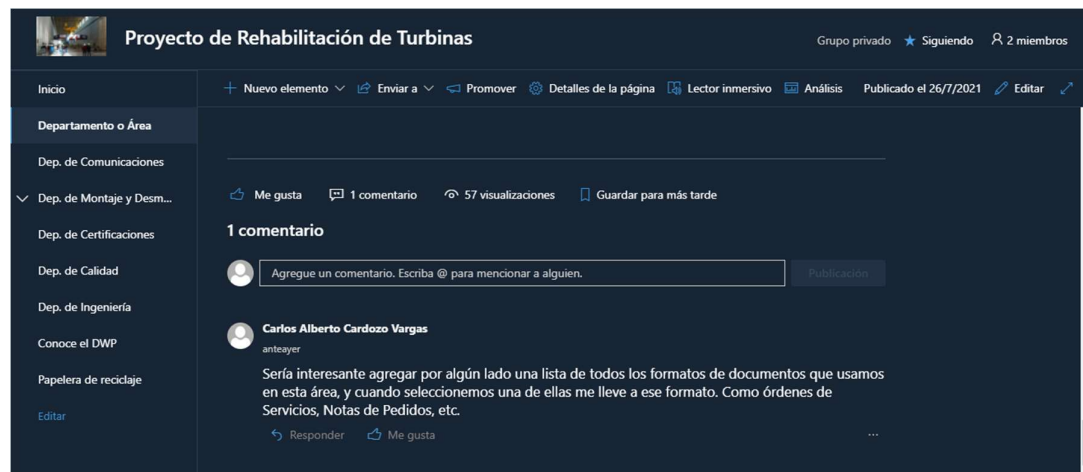 Proyecto de Rehabilitación de Turbinas
Grupo privado ★ Siguiendo 2 miembros
Inicio
Departamento o Área
Dep. de Comunicaciones
Dep. de Montaje y Desm...
Dep. de Certificaciones
Dep. de Calidad
Dep. de Ingeniería
Conoce el DWP
Papelera de reciclaje
Editar
+ Nuevo elemento Enviar a Promover Detalles de la página Lector inmersivo Análisis Publicado el 26/7/2021 Editar
Me gusta 1 comentario 57 visualizaciones Guardar para más tarde
1 comentario
Agregue un comentario. Escriba @ para mencionar a alguien. Publicación
Carlos Alberto Cardozo Vargas
anteayer
Sería interesante agregar por algún lado una lista de todos los formatos de documentos que usamos
en esta área, y cuando seleccionemos una de ellas me lleve a ese formato. Como órdenes de
Servicios, Notas de Pedidos, etc.
Responder Me gusta ...